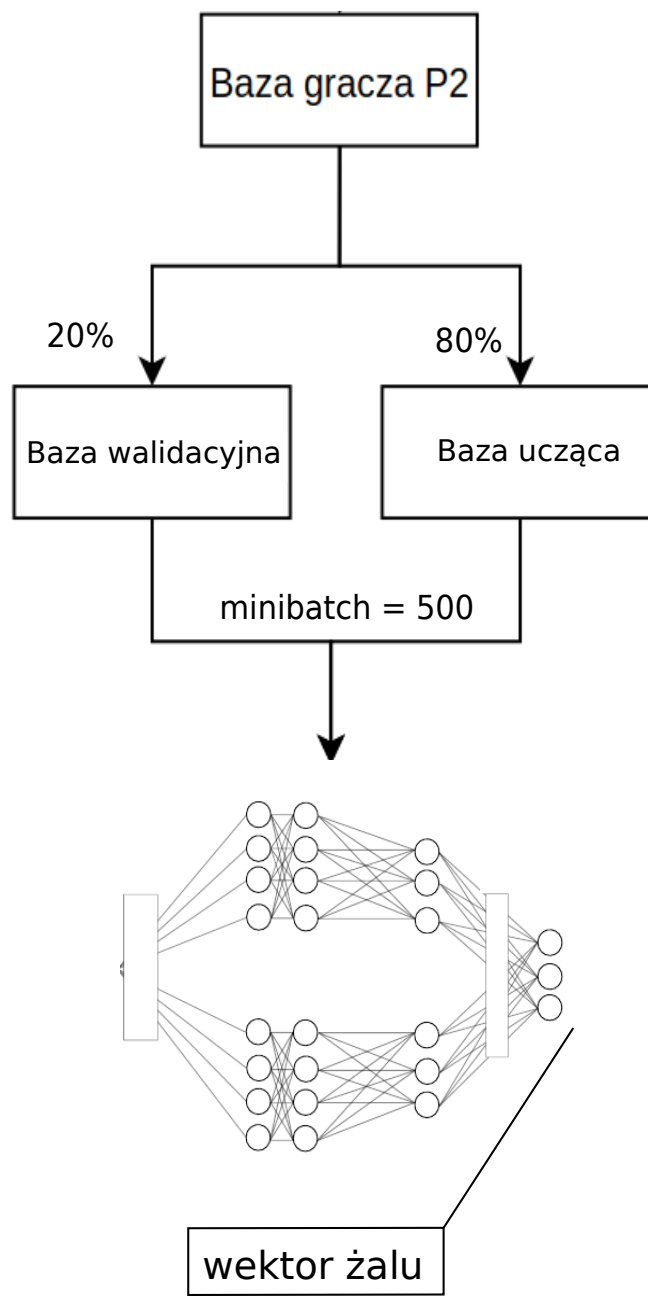 Baza gracza P2
20%
80%
Baza walidacyjna
Baza ucząca
minibatch = 500
wektor żalu